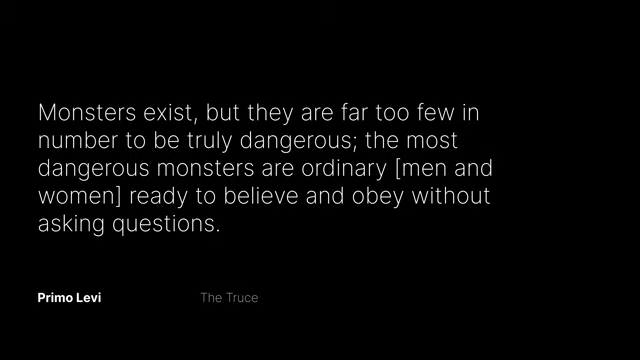 Monsters exist, but they are far too few in
number to be truly dangerous; the most
dangerous monsters are ordinary [men and
women] ready to believe and obey without
asking questions.
Primo Levi The Truce